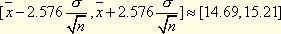 [x̄ − 2.576 σ/√n, x̄ + 2.576 σ/√n] ≈ [14.69, 15.21]